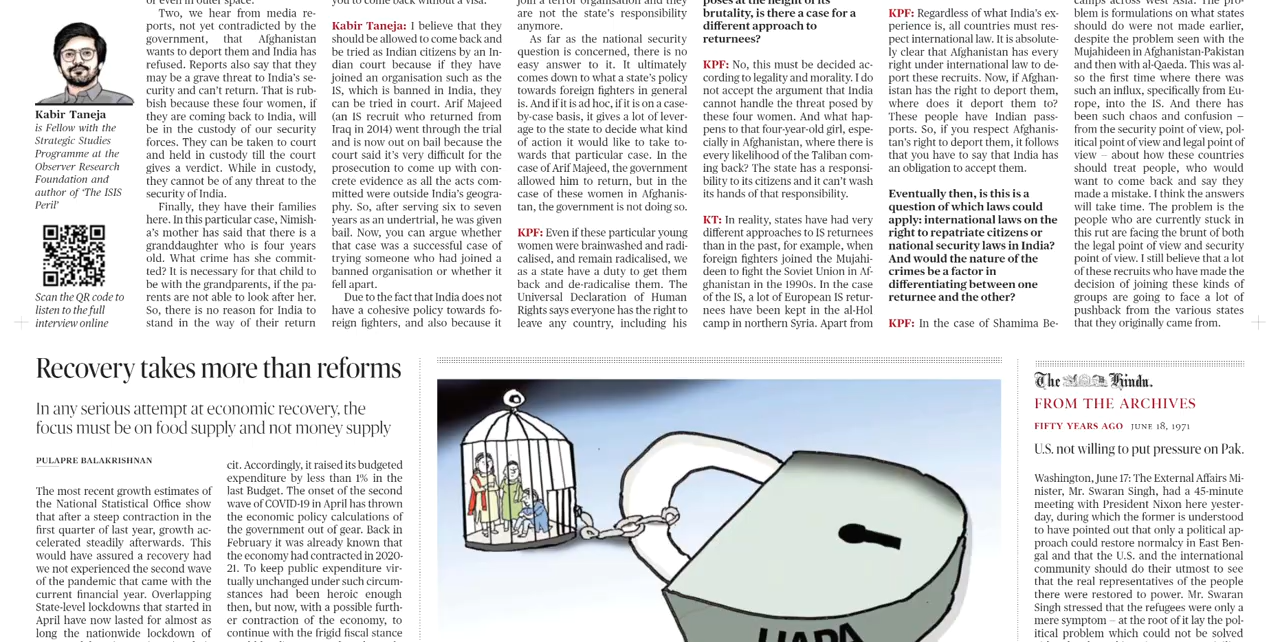 Kabir Taneja
is Fellow with the
Strategic Studies
Programme at the
Observer Research
Foundation and
author of 'The ISIS
Peril'
Scan the QR code to
listen to the full
interview online
or even in outer space.
Two, we hear from media re-
ports, not yet contradicted by the
government, that Afghanistan
wants to deport them and India has
refused. Reports also say that they
may be a grave threat to India's se-
curity and can't return. That is rub-
bish because these four women, if
they are coming back to India, will
be in the custody of our security
forces. They can be taken to court
and held in custody till the court
gives a verdict. While in custody,
they cannot be of any threat to the
security of India.
Finally, they have their families
here. In this particular case, Nimish-
a's mother has said that there is a
granddaughter who is four years
old. What crime has she commit-
ted? It is necessary for that child to
be with the grandparents, if the pa-
rents are not able to look after her.
So, there is no reason for India to
stand in the way of their return
you to come back without a visa.
Kabir Taneja: I believe that they
should be allowed to come back and
be tried as Indian citizens by an In-
dian court because if they have
joined an organisation such as the
IS, which is banned in India, they
can be tried in court. Arif Majeed
(an IS recruit who returned from
Iraq in 2014) went through the trial
and is now out on bail because the
court said it's very difficult for the
prosecution to come up with con-
crete evidence as all the acts com-
mitted were outside India's geogra-
phy. So, after serving six to seven
years as an undertrial, he was given
bail. Now, you can argue whether
that case was a successful case of
trying someone who had joined a
banned organisation or whether it
fell apart.
Due to the fact that India does not
have a cohesive policy towards fo-
reign fighters, and also because it
join a terror organisation and they
are not the state's responsibility
anymore.
As far as the national security
question is concerned, there is no
easy answer to it. It ultimately
comes down to what a state's policy
towards foreign fighters in general
is. And if it is ad hoc, if it is on a case-
by-case basis, it gives a lot of lever-
age to the state to decide what kind
of action it would like to take to-
wards that particular case. In the
case of Arif Majeed, the government
allowed him to return, but in the
case of these women in Afghanis-
tan, the government is not doing so.
KPF: Even if these particular young
women were brainwashed and radi-
calised, and remain radicalised, we
as a state have a duty to get them
back and de-radicalise them. The
Universal Declaration of Human
Rights says everyone has the right to
leave any country, including his
poses at the height of its
brutality, is there a case for a
different approach to
returnees?
KPF: No, this must be decided ac-
cording to legality and morality. I do
not accept the argument that India
cannot handle the threat posed by
these four women. And what hap-
pens to that four-year-old girl, espe-
cially in Afghanistan, where there is
every likelihood of the Taliban com-
ing back? The state has a responsi-
bility to its citizens and it can't wash
its hands of that responsibility.
KT: In reality, states have had very
different approaches to IS returnees
than in the past, for example, when
foreign fighters joined the Mujahi-
deen to fight the Soviet Union in Af-
ghanistan in the 1990s. In the case
of the IS, a lot of European IS retur-
nees have been kept in the al-Hol
camp in northern Syria. Apart from
KPF: Regardless of what India's ex-
perience is, all countries must res-
pect international law. It is absolute-
ly clear that Afghanistan has every
right under international law to de-
port these recruits. Now, if Afghan-
istan has the right to deport them,
where does it deport them to?
These people have Indian pass-
ports. So, if you respect Afghanis-
tan's right to deport them, it follows
that you have to say that India has
an obligation to accept them.
Eventually then, is this a
question of which laws could
apply: international laws on the
right to repatriate citizens or
national security laws in India?
And would the nature of the
crimes be a factor in
differentiating between one
returnee and the other?
KPF: In the case of Shamima Be-
camps across West Asia. The pro-
blem is formulations on what states
should do were not made earlier,
despite the problem seen with the
Mujahideen in Afghanistan-Pakistan
and then with al-Qaeda. This was al-
so the first time where there was
such an influx, specifically from Eu-
rope, into the IS. And there has
been such chaos and confusion –
from the security point of view, pol-
itical point of view and legal point of
view – about how these countries
should treat people, who would
want to come back and say they
made a mistake. I think the answers
will take time. The problem is the
people who are currently stuck in
this rut are facing the brunt of both
the legal point of view and security
point of view. I still believe that a lot
of these recruits who have made the
decision of joining these kinds of
groups are going to face a lot of
pushback from the various states
that they originally came from.
Recovery takes more than reforms
In any serious attempt at economic recovery, the
focus must be on food supply and not money supply
PULAPRE BALAKRISHNAN
The most recent growth estimates of
the National Statistical Office show
that after a steep contraction in the
first quarter of last year, growth ac-
celerated steadily afterwards. This
would have assured a recovery had
we not experienced the second wave
of the pandemic that came with the
current financial year. Overlapping
State-level lockdowns that started in
April have now lasted for almost as
long the nationwide lockdown of
cit. Accordingly, it raised its budgeted
expenditure by less than 1% in the
last Budget. The onset of the second
wave of COVID-19 in April has thrown
the economic policy calculations of
the government out of gear. Back in
February it was already known that
the economy had contracted in 2020-
21. To keep public expenditure vir-
tually unchanged under such circum-
stances had been heroic enough
then, but now, with a possible furth-
er contraction of the economy, to
continue with the frigid fiscal stance
UAPA
The Hindu.
FROM THE ARCHIVES
FIFTY YEARS AGO JUNE 18, 1971
U.S. not willing to put pressure on Pak.
Washington, June 17: The External Affairs Mi-
nister, Mr. Swaran Singh, had a 45-minute
meeting with President Nixon here yester-
day, during which the former is understood
to have pointed out that only a political ap-
proach could restore normalcy in East Ben-
gal and that the U.S. and the international
community should do their utmost to see
that the real representatives of the people
there were restored to power. Mr. Swaran
Singh stressed that the refugees were only a
mere symptom – at the root of it lay the pol-
itical problem which could not be solved